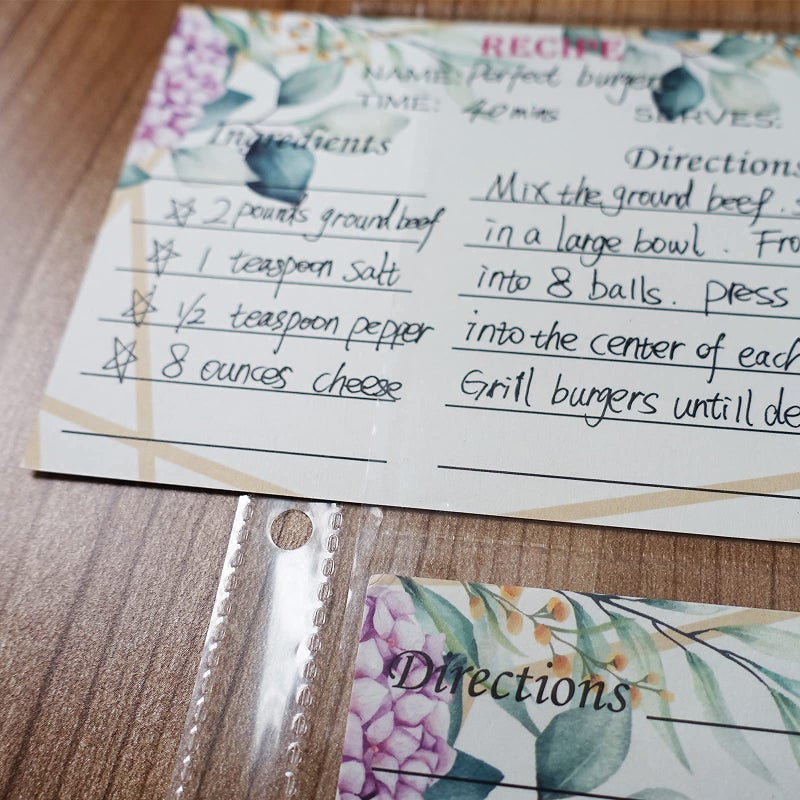 RECIPE
NAME: Perfect burger
TIME: 40 mins SERVES:
Ingredients
☆ 2 pounds ground beef
☆ 1 teaspoon salt
☆ 1/2 teaspoon pepper
☆ 8 ounces cheese
Directions
Mix the ground beef.
in a large bowl.
into 8 balls. press
into the center of each
Grill burgers untill
Directions